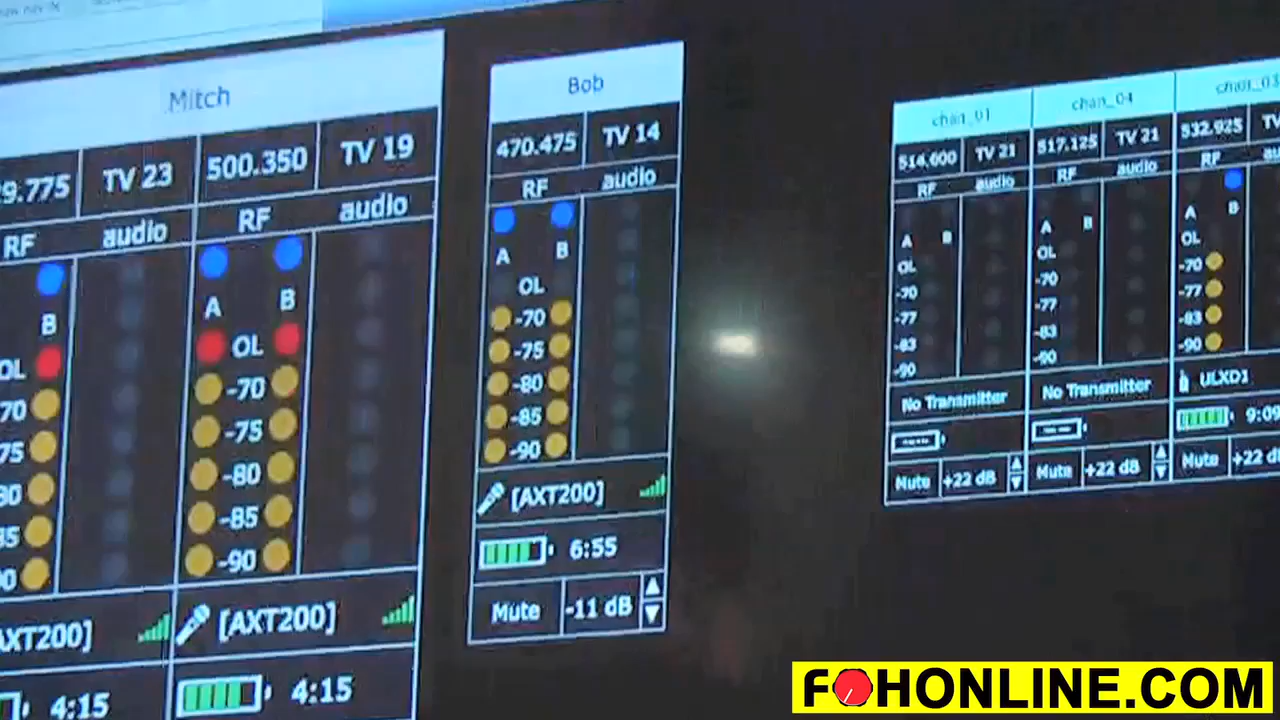 Mitch
9.775 TV 23 500.350 TV 19
RF audio RF audio
B A B
OL OL
70 -70
75 -75
80 -80
85 -85
90 -90
AXT200] [AXT200]
4:15 4:15
Bob
470.475 TV 14
RF audio
A B
OL
-70
-75
-80
-85
-90
[AXT200]
6:55
Mute -11 dB
chan_01
514.600 TV 21
RF audio
A B
OL
-70
-77
-83
-90
No Transmitter
Mute +22 dB
chan_04
517.125 TV 21
RF audio
A B
OL
-70
-77
-83
-90
No Transmitter
Mute +22 dB
chan_03
532.925 TV
RF
A B
OL
-70
-77
-83
-90
ULXD1
9:09
Mute +22 dB
FOHONLINE.COM